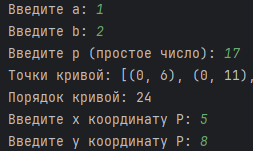 Введите a: 1
Введите b: 2
Введите p (простое число): 17
Точки кривой: [(0, 6), (0, 11),
Порядок кривой: 24
Введите x координату P: 5
Введите y координату P: 8